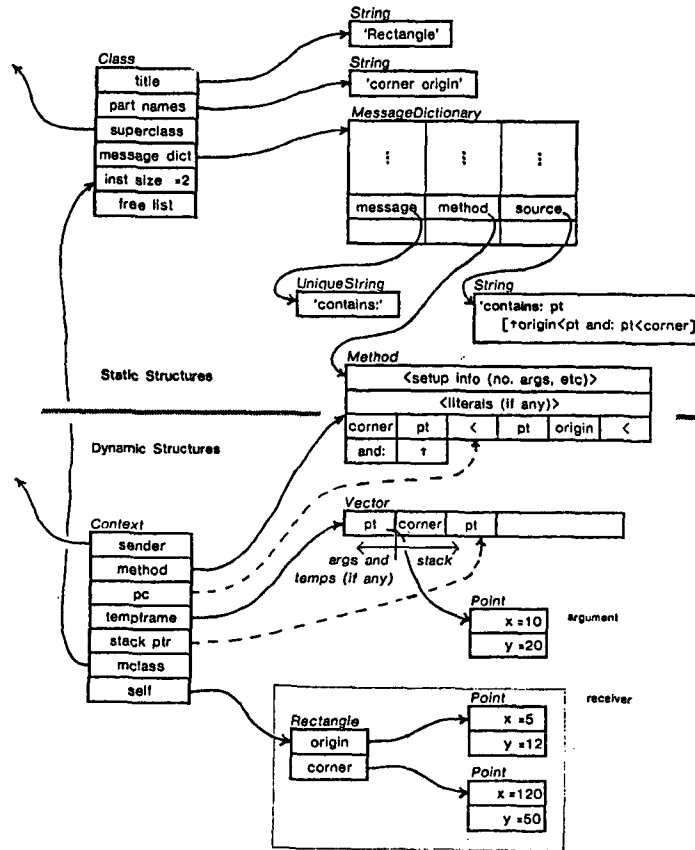 String
'Rectangle'
Class
title
String
part names
'corner origin'
superclass
MessageDictionary
message dict
inst size =2
free list
message method source
UniqueString
'contains:'
String
'contains: pt
[↑origin<pt and: pt<corner]
Method
<setup info (no. args, etc)>
<literals (if any)>
corner pt < pt origin <
and: ↑
Static Structures
Dynamic Structures
Vector
pt corner pt
args and temps (if any)
stack
Context
sender
method
pc
tempframe
stack ptr
mclass
self
Point
x =10
y =20
argument
receiver
Rectangle
origin
corner
Point
x =5
y =12
Point
x =120
y =50